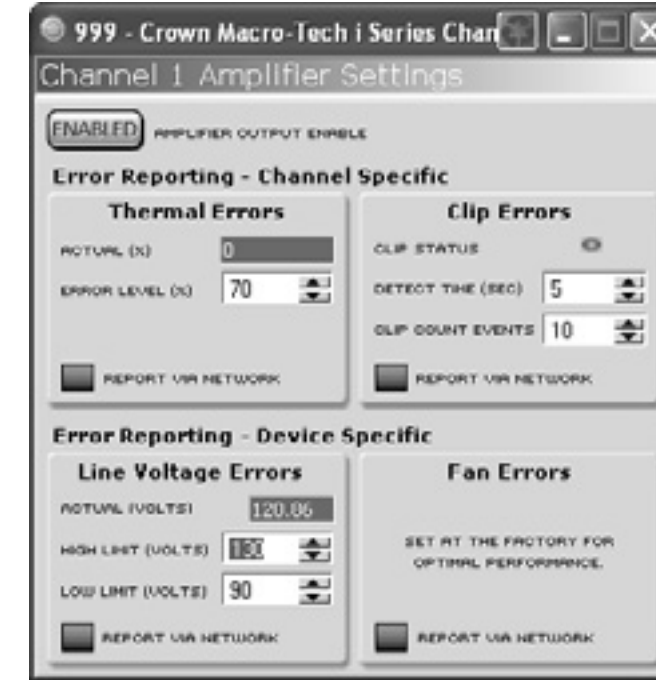 999 - Crown Macro-Tech i Series Chan
Channel 1 Amplifier Settings
ENABLED AMPLIFIER OUTPUT ENABLE
Error Reporting - Channel Specific
Thermal Errors
ACTUAL (%) 0
ERROR LEVEL (%) 70
REPORT VIA NETWORK
Clip Errors
CLIP STATUS
DETECT TIME (SEC) 5
CLIP COUNT EVENTS 10
REPORT VIA NETWORK
Error Reporting - Device Specific
Line Voltage Errors
ACTUAL (VOLTS) 120.06
HIGH LIMIT (VOLTS) 130
LOW LIMIT (VOLTS) 90
REPORT VIA NETWORK
Fan Errors
SET AT THE FACTORY FOR
OPTIMAL PERFORMANCE.
REPORT VIA NETWORK